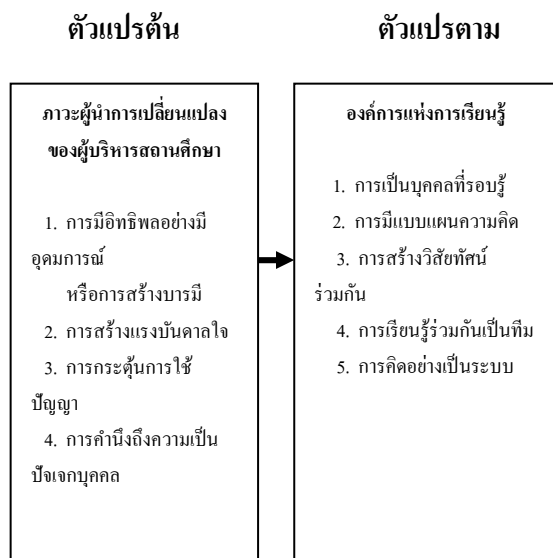 ตัวแปรต้น
ตัวแปรตาม
ภาวะผู้นำการเปลี่ยนแปลง
ของผู้บริหารสถานศึกษา
1. การมีอิทธิพลอย่างมี
อุดมการณ์
หรือการสร้างบารมี
2. การสร้างแรงบันดาลใจ
3. การกระตุ้นการใช้
ปัญญา
4. การคำนึงถึงความเป็น
ปัจเจกบุคคล
องค์การแห่งการเรียนรู้
1. การเป็นบุคคลที่รอบรู้
2. การมีแบบแผนความคิด
3. การสร้างวิสัยทัศน์
ร่วมกัน
4. การเรียนรู้ร่วมกันเป็นทีม
5. การคิดอย่างเป็นระบบ